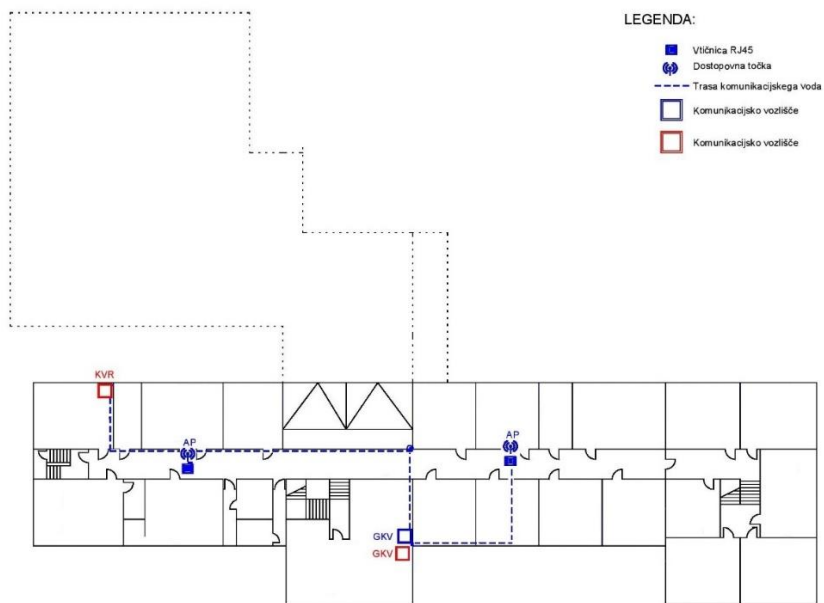 LEGENDA:
Vtičnica RJ45
Dostopovna točka
Trasa komunikacijskega voda
Komunikacijsko vozlišče
Komunikacijsko vozlišče
KVR
AP
AP
GKV
GKV